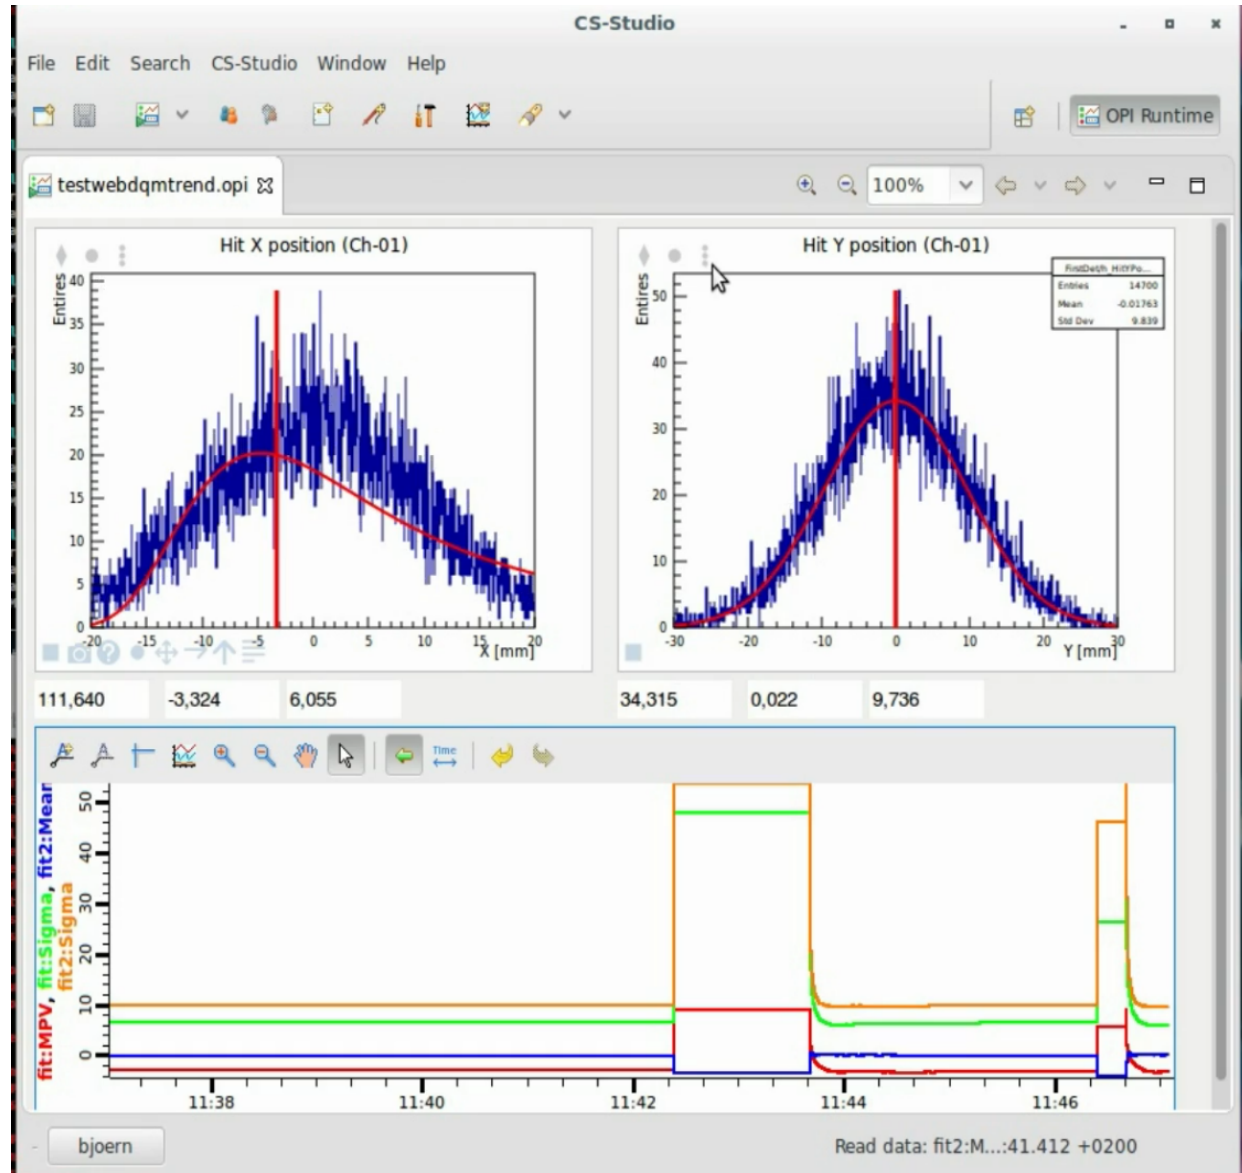 CS-Studio
File Edit Search CS-Studio Window Help
OPI Runtime
testwebdqmtrend.opi
100%
Hit X position (Ch-01)
Entires
40
35
30
25
20
15
10
5
0
-20 -15 -10 -5 0 5 10 15 20
X [mm]
Hit Y position (Ch-01)
Entires
50
40
30
20
10
0
-30 -20 -10 0 10 20 30
Y [mm]
FirstDet/h_HitYPo...
Entries 14700
Mean -0.01763
Std Dev 9.839
111,640 -3,324 6,055
34,315 0,022 9,736
Time
fit:MPV, fit:Sigma, fit2:Mean
fit2:Sigma
50
40
30
20
10
0
11:38 11:40 11:42 11:44 11:46
bjoern
Read data: fit2:M...:41.412 +0200